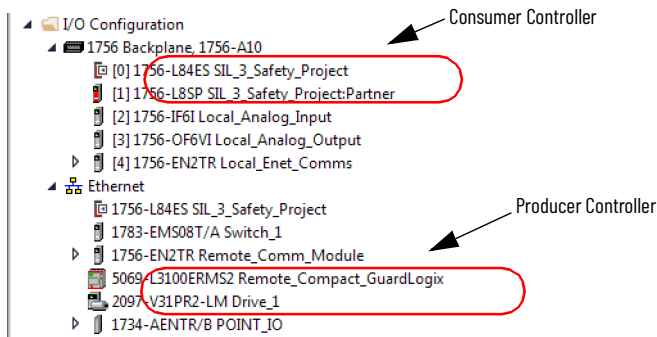 I/O Configuration
Consumer Controller
1756 Backplane, 1756-A10
[0] 1756-L84ES SIL_3_Safety_Project
[1] 1756-L8SP SIL_3_Safety_Project:Partner
[2] 1756-IF6I Local_Analog_Input
[3] 1756-OF6VI Local_Analog_Output
[4] 1756-EN2TR Local_Enet_Comms
Ethernet
1756-L84ES SIL_3_Safety_Project
Producer Controller
1783-EMS08T/A Switch_1
1756-EN2TR Remote_Comm_Module
5069-L3100ERMS2 Remote_Compact_GuardLogix
2097-V31PR2-LM Drive_1
1734-AENTR/B POINT_IO